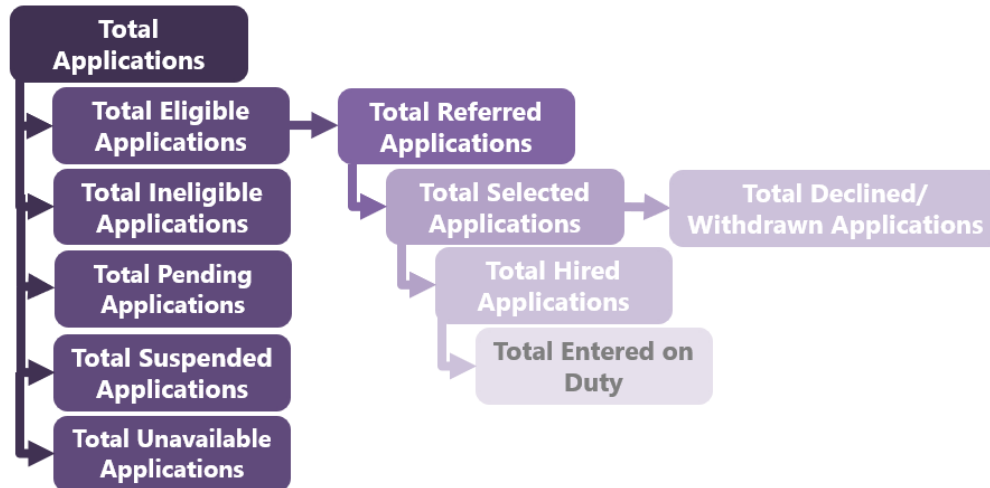 Total
Applications
Total Eligible
Applications
Total Referred
Applications
Total Ineligible
Applications
Total Selected
Applications
Total Declined/
Withdrawn Applications
Total Pending
Applications
Total Hired
Applications
Total Suspended
Applications
Total Entered on
Duty
Total Unavailable
Applications